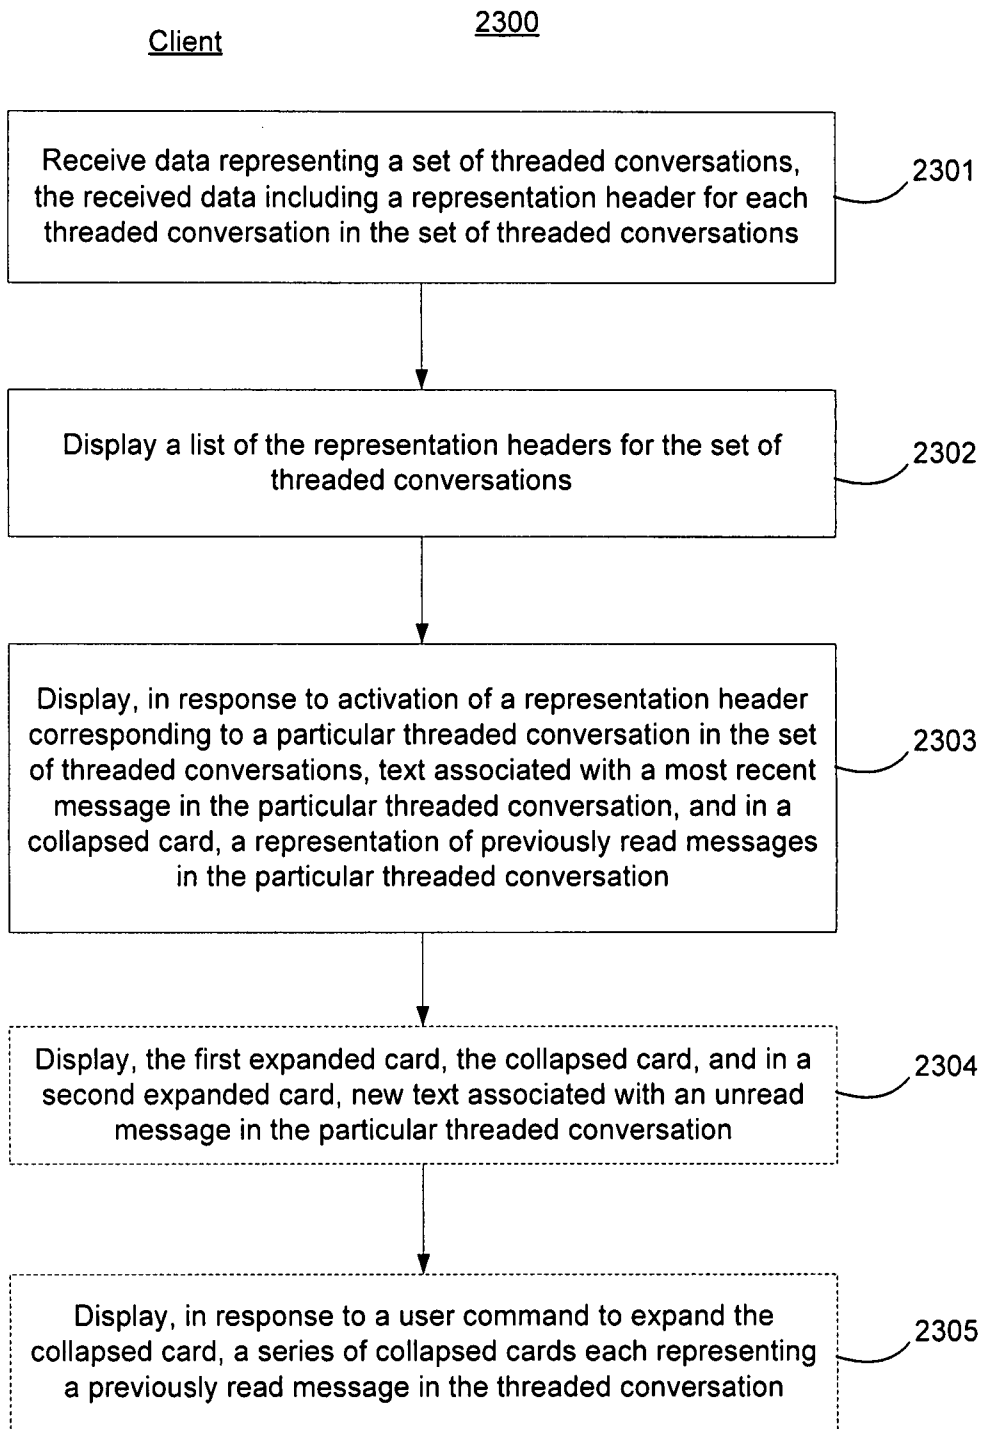 2300
Client
Receive data representing a set of threaded conversations,
the received data including a representation header for each
threaded conversation in the set of threaded conversations
2301
Display a list of the representation headers for the set of
threaded conversations
2302
Display, in response to activation of a representation header
corresponding to a particular threaded conversation in the set
of threaded conversations, text associated with a most recent
message in the particular threaded conversation, and in a
collapsed card, a representation of previously read messages
in the particular threaded conversation
2303
Display, the first expanded card, the collapsed card, and in a
second expanded card, new text associated with an unread
message in the particular threaded conversation
2304
Display, in response to a user command to expand the
collapsed card, a series of collapsed cards each representing
a previously read message in the threaded conversation
2305